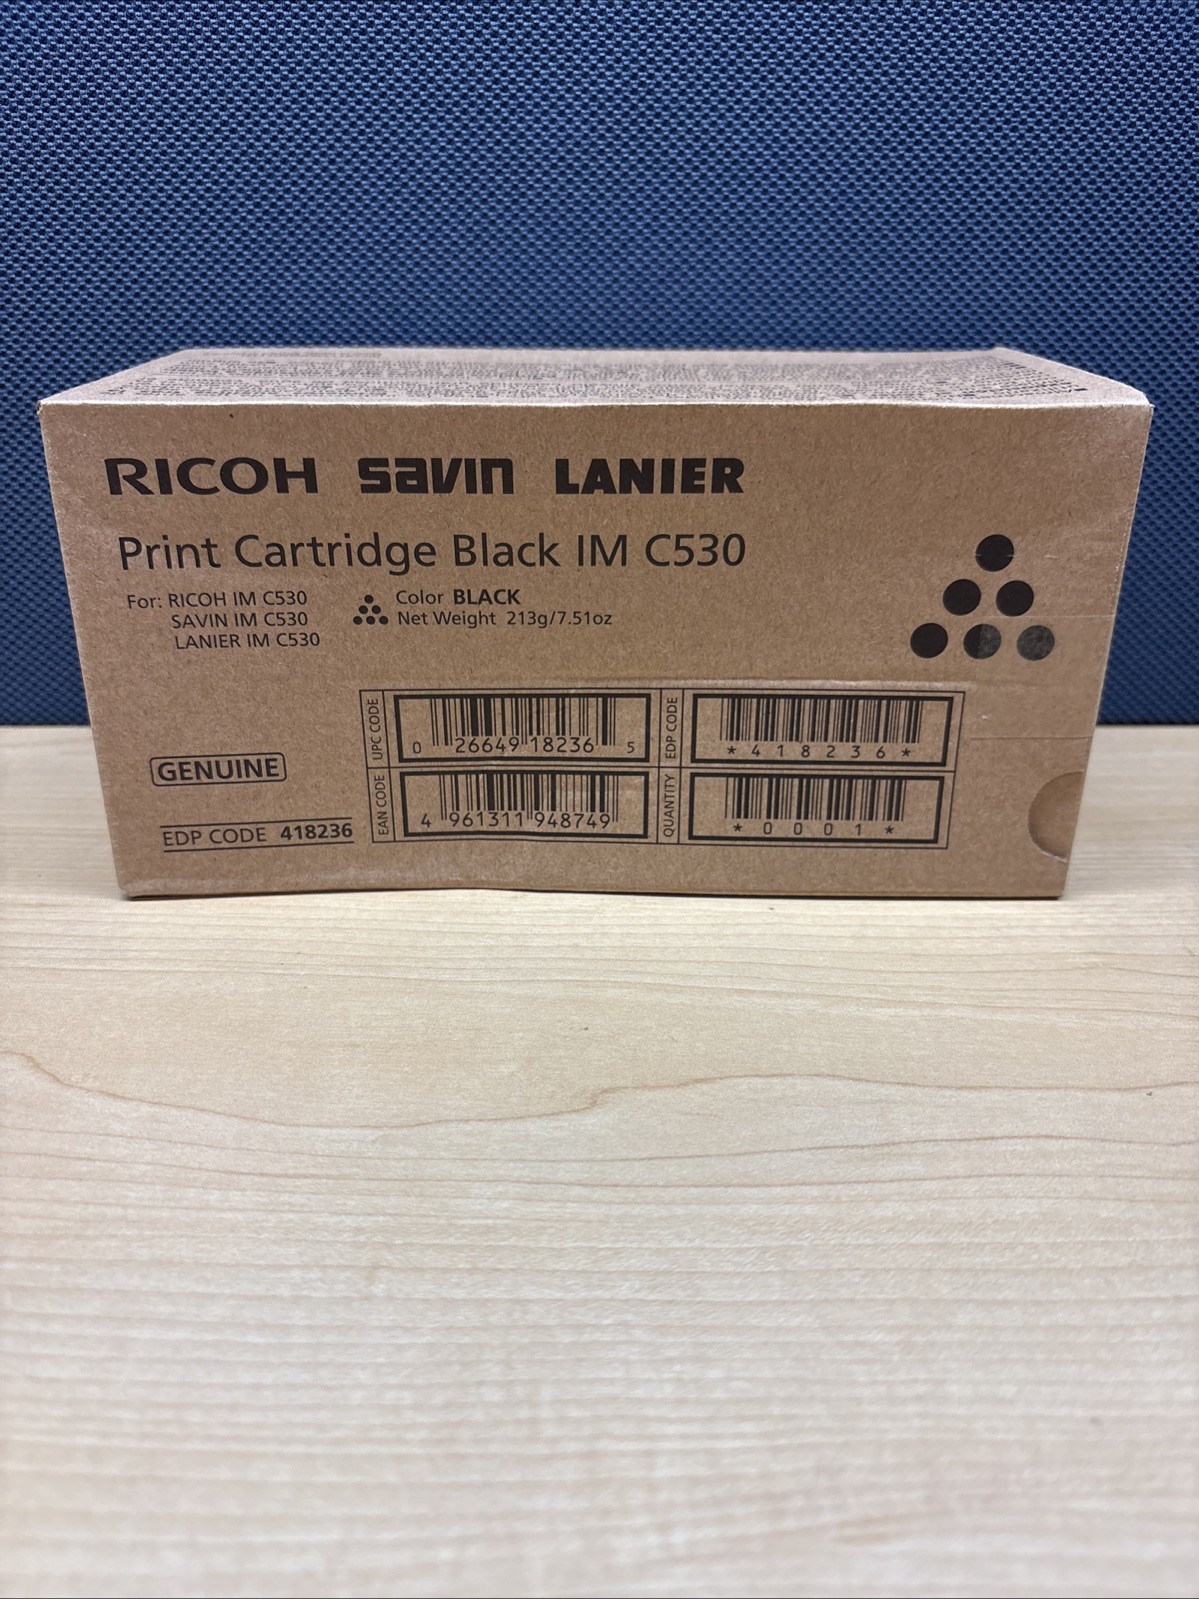 RICOH savin LANIER
Print Cartridge Black IM C530
For: RICOH IM C530
SAVIN IM C530
LANIER IM C530
Color BLACK
Net Weight 213g/7.51oz
GENUINE
EDP CODE 418236
UPC CODE
0 26649 18236 5
EDP CODE
*418236*
EAN CODE
4 961311 948749
QUANTITY
*0001*